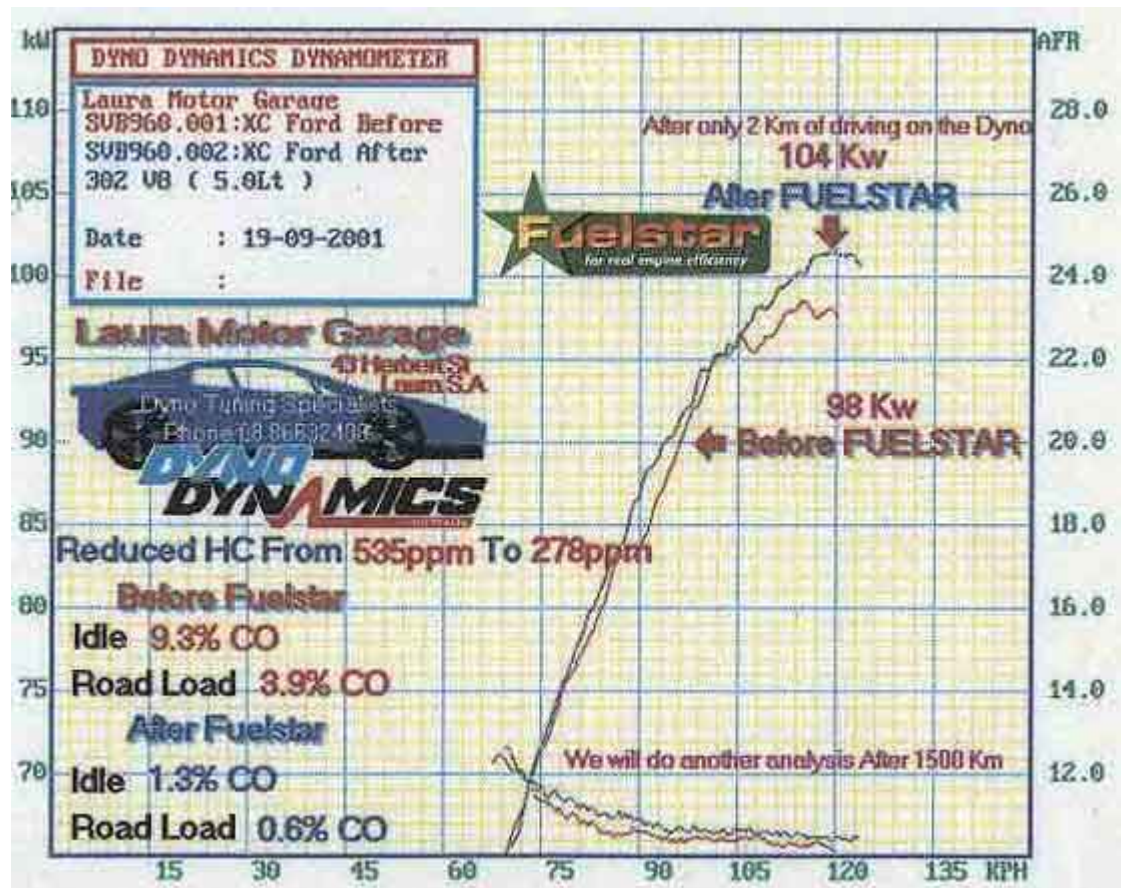 kW
AFR
DYNO DYNAMICS DYNAMOMETER
Laura Motor Garage
SVB960.001:XC Ford Before
SVB960.002:XC Ford After
302 V8 ( 5.0Lt )
Date : 19-09-2001
File :
After only 2 Km of driving on the Dyno
104 Kw
After FUELSTAR
Fuelstar
for real engine efficiency
Laura Motor Garage
43 Herbert St
Laura S.A
Dyno Tuning Specialists
Phone
DYNO
DYNAMICS
98 Kw
Before FUELSTAR
Reduced HC From 535ppm To 278ppm
Before Fuelstar
Idle 9.3% CO
Road Load 3.9% CO
After Fuelstar
Idle 1.3% CO
Road Load 0.6% CO
We will do another analysis After 1500 Km
110
105
100
95
90
85
80
75
70
28.0
26.0
24.0
22.0
20.0
18.0
16.0
14.0
12.0
15 30 45 60 75 90 105 120 135 KPH